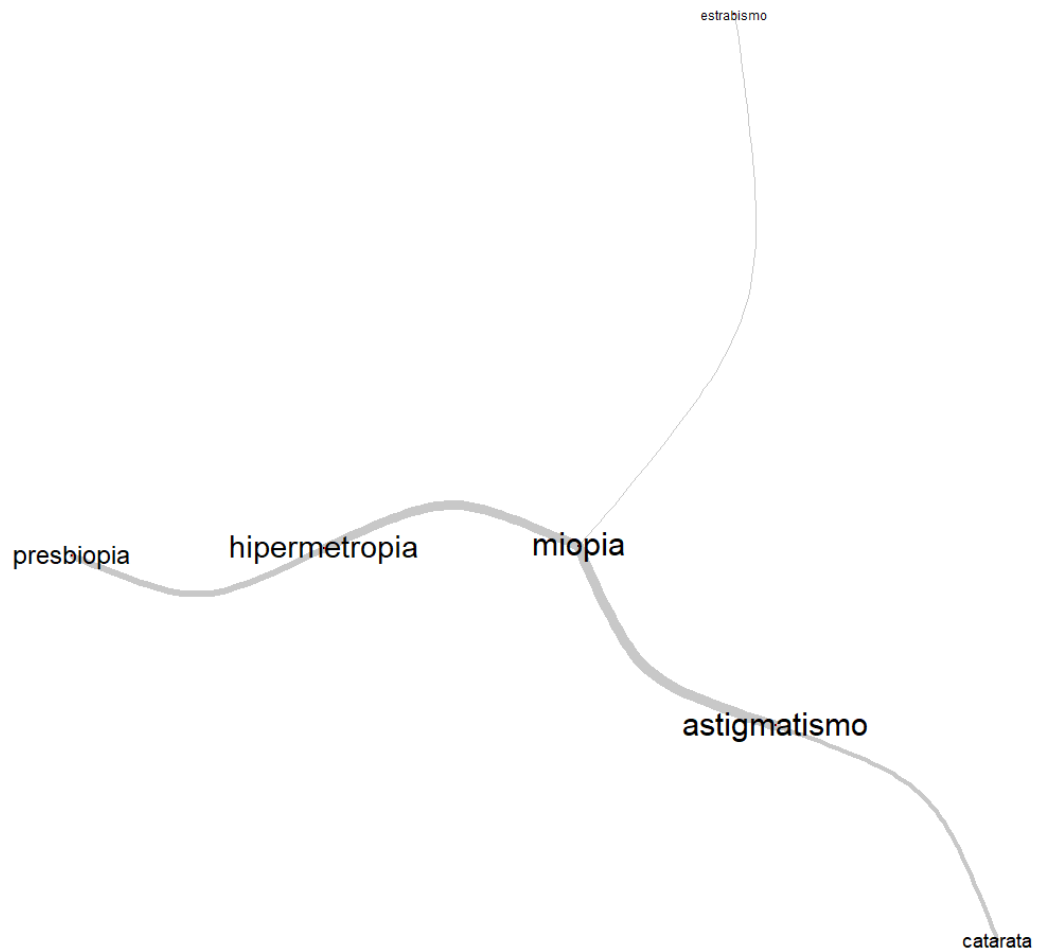 estrabismo
presbiopia
hipermetropia
miopia
astigmatismo
catarata